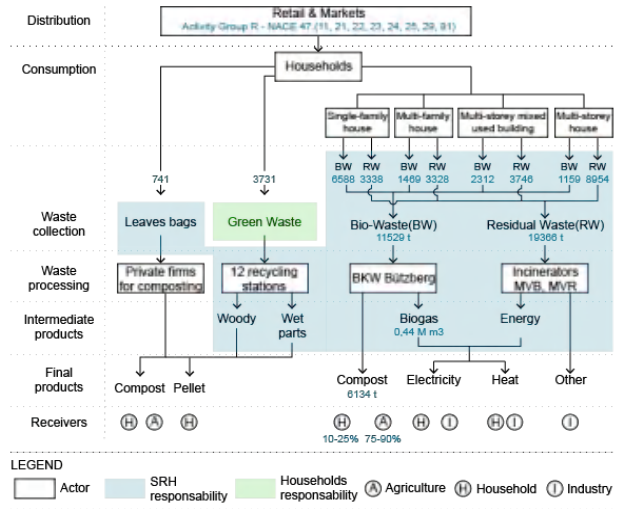 Distribution
Retail & Markets
Activity Group R - NACE 47 (11, 21, 22, 23, 24, 25, 29, 91)
Consumption
Households
Single-family house
Multi-family house
Multi-storey mixed used building
Multi-storey house
BW RW BW RW BW RW BW RW
741 3731 6588 3338 1469 3328 2312 3746 1159 8954
Waste collection
Leaves bags
Green Waste
Bio-Waste(BW)
11529 t
Residual Waste(RW)
19366 t
Waste processing
Private firms for composting
12 recycling stations
BKW Bützberg
Incinerators MVB, MVR
Intermediate products
Woody
Wet parts
Biogas
0,44 M m3
Energy
Final products
Compost
Pellet
Compost
6134 t
Electricity
Heat
Other
Receivers
H A H H A H I H I I
10-25% 75-90%
LEGEND
Actor
SRH responsability
Households responsability
A Agriculture
H Household
I Industry